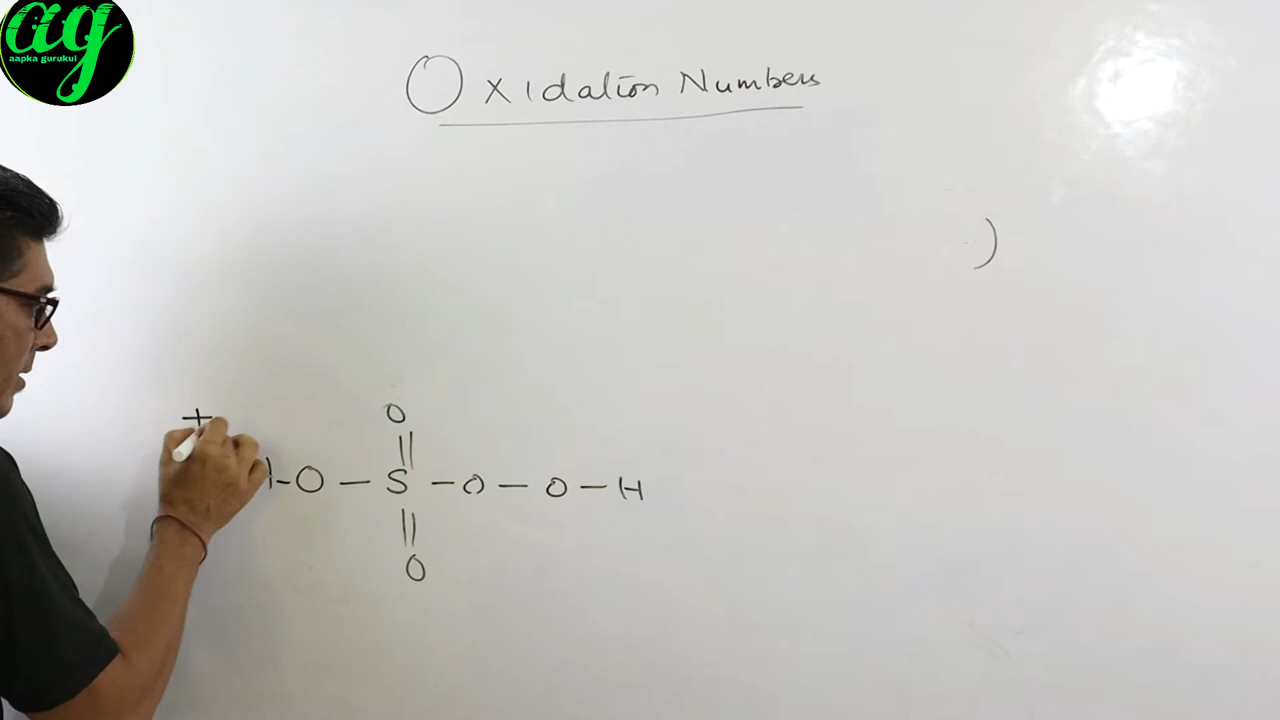 ag
aapka gurukul
Oxidation Numbers
)
+
O
||
-O — S — O — O — H
||
O